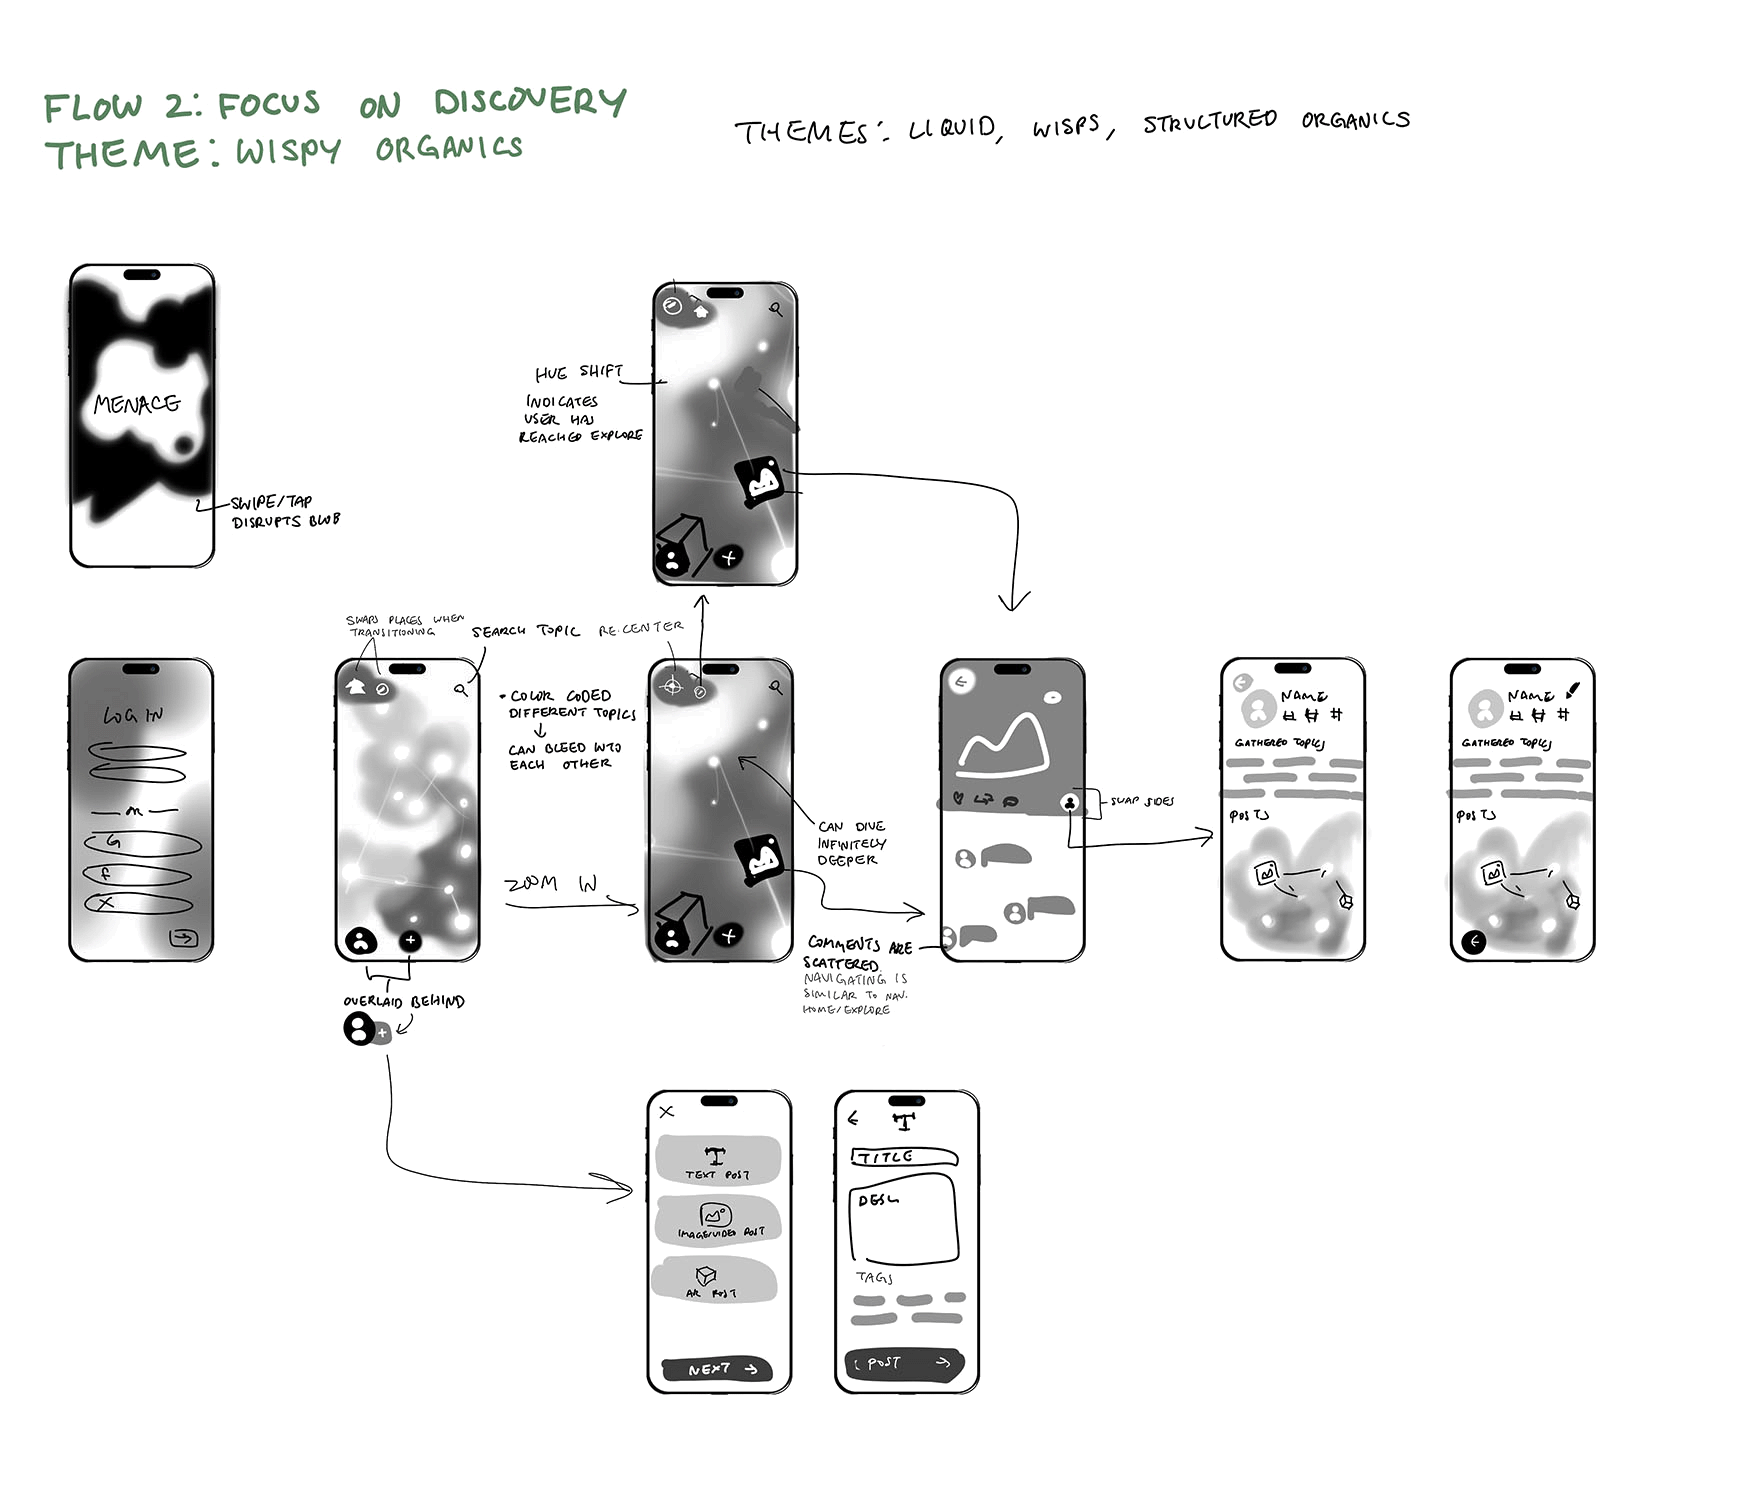 FLOW 2: FOCUS ON DISCOVERY
THEME: WISPY ORGANICS
THEMES: LIQUID, WISPS, STRUCTURED ORGANICS
MENACE
SWIPE/TAP
DISRUPTS BLOB
HUE SHIFT
INDICATES
USER HAS
REACHED EXPLORE
LOG IN
OR
G
f
X
SWAPS PLACES WHEN
TRANSITIONING
SEARCH TOPIC
RE-CENTER
• COLOR CODED
DIFFERENT TOPICS
CAN BLEED INTO
EACH OTHER
ZOOM IN
OVERLAID BEHIND
CAN DIVE
INFINITELY
DEEPER
COMMENTS ARE
SCATTERED.
NAVIGATING IS
SIMILAR TO NAV.
HOME/EXPLORE
SWAP SIDES
NAME
# # #
GATHERED TOPICS
POSTS
NAME
# # #
GATHERED TOPICS
POSTS
X
T
TEXT POST
IMAGE/VIDEO POST
AR POST
NEXT →
T
TITLE
DESC
TAGS
POST →